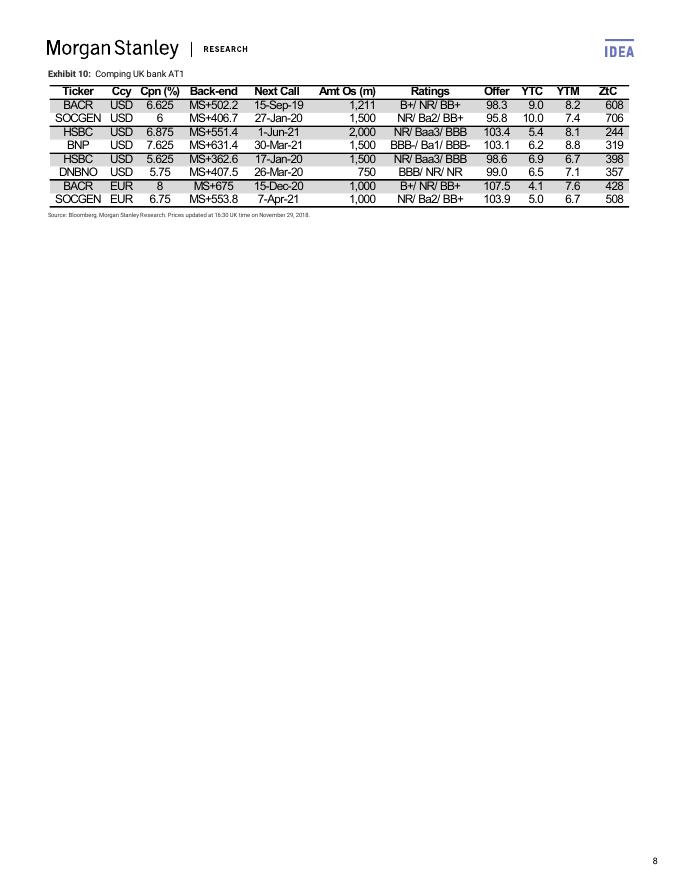 Morgan Stanley | RESEARCH
IDEA
Exhibit 10: Comping UK bank AT1
Ticker Ccy Cpn (%) Back-end Next Call Amt Os (m) Ratings Offer YTC YTM ZtC
BACR USD 6.625 MS+502.2 15-Sep-19 1,211 B+/ NR/ BB+ 98.3 9.0 8.2 608
SOCGEN USD 6 MS+406.7 27-Jan-20 1,500 NR/ Ba2/ BB+ 95.8 10.0 7.4 706
HSBC USD 6.875 MS+551.4 1-Jun-21 2,000 NR/ Baa3/ BBB 103.4 5.4 8.1 244
BNP USD 7.625 MS+631.4 30-Mar-21 1,500 BBB-/ Ba1/ BBB- 103.1 6.2 8.8 319
HSBC USD 5.625 MS+362.6 17-Jan-20 1,500 NR/ Baa3/ BBB 98.6 6.9 6.7 398
DNBNO USD 5.75 MS+407.5 26-Mar-20 750 BBB/ NR/ NR 99.0 6.5 7.1 357
BACR EUR 8 MS+675 15-Dec-20 1,000 B+/ NR/ BB+ 107.5 4.1 7.6 428
SOCGEN EUR 6.75 MS+553.8 7-Apr-21 1,000 NR/ Ba2/ BB+ 103.9 5.0 6.7 508
Source: Bloomberg, Morgan Stanley Research. Prices updated at 16:30 UK time on November 29, 2018.
8